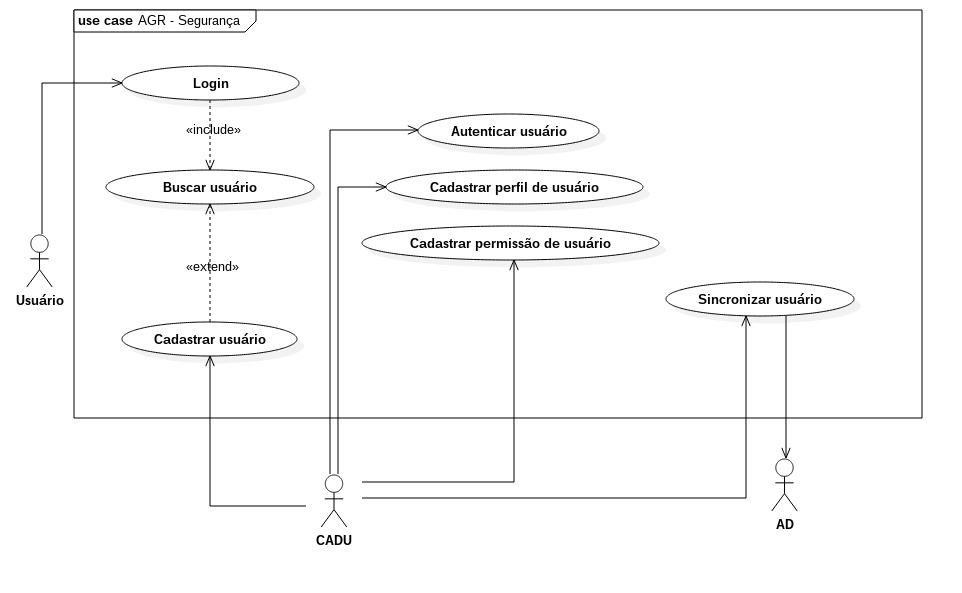 use case AGR - Segurança
Login
«include»
Autenticar usuário
Buscar usuário
Cadastrar perfil de usuário
Cadastrar permissão de usuário
«extend»
Usuário
Sincronizar usuário
Cadastrar usuário
CADU
AD